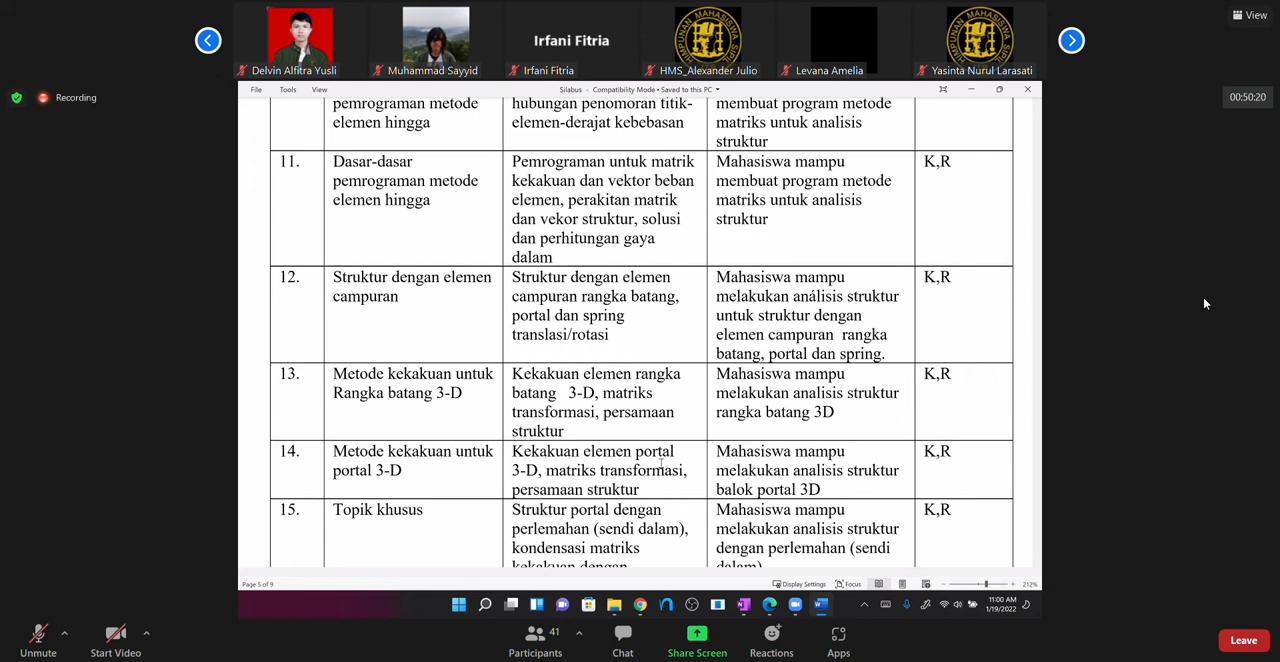 View
Irfani Fitria
Delvin Alfitra Yusli
Muhammad Sayyid
Irfani Fitria
HMS_Alexander Julio
Levana Amelia
Yasinta Nurul Larasati
Recording
00:50:20
File Tools View
Silabus - Compatibility Mode • Saved to this PC
pemrograman metode
elemen hingga
hubungan penomoran titik-
elemen-derajat kebebasan
membuat program metode
matriks untuk analisis
struktur
11.
Dasar-dasar
pemrograman metode
elemen hingga
Pemrograman untuk matrik
kekakuan dan vektor beban
elemen, perakitan matrik
dan vekor struktur, solusi
dan perhitungan gaya
dalam
Mahasiswa mampu
membuat program metode
matriks untuk analisis
struktur
K,R
12.
Struktur dengan elemen
campuran
Struktur dengan elemen
campuran rangka batang,
portal dan spring
translasi/rotasi
Mahasiswa mampu
melakukan análisis struktur
untuk struktur dengan
elemen campuran rangka
batang, portal dan spring.
K,R
13.
Metode kekakuan untuk
Rangka batang 3-D
Kekakuan elemen rangka
batang 3-D, matriks
transformasi, persamaan
struktur
Mahasiswa mampu
melakukan analisis struktur
rangka batang 3D
K,R
14.
Metode kekakuan untuk
portal 3-D
Kekakuan elemen portal
3-D, matriks transformasi,
persamaan struktur
Mahasiswa mampu
melakukan analisis struktur
balok portal 3D
K,R
15.
Topik khusus
Struktur portal dengan
perlemahan (sendi dalam),
kondensasi matriks
kekakuan dengan
Mahasiswa mampu
melakukan analisis struktur
dengan perlemahan (sendi
dalam)
K,R
Page 5 of 9
Display Settings
Focus
212%
11:00 AM
1/19/2022
Unmute
Start Video
41
Participants
Chat
Share Screen
Reactions
Apps
Leave